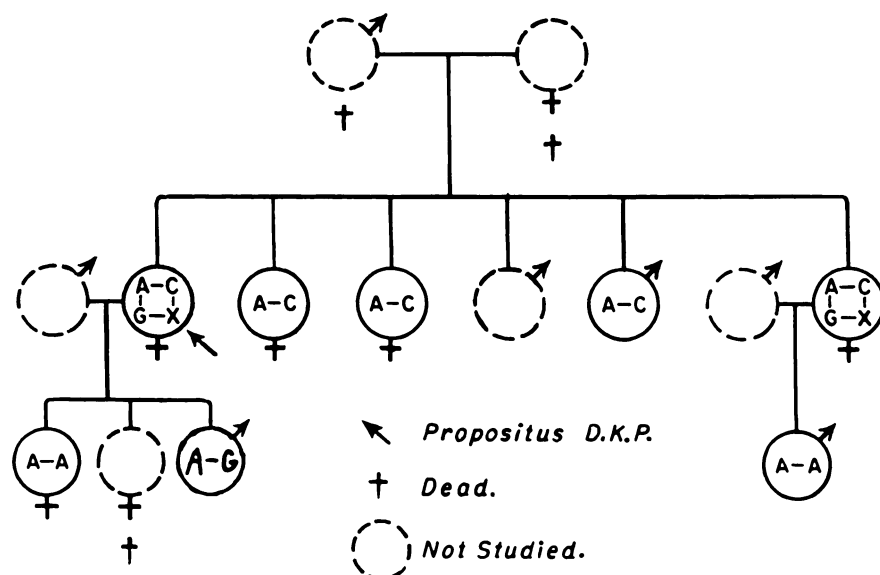 A–C
G–X
A–C
A–C
A–C
A–C
G–X
A–A
A–G
A–A
Propositus D.K.P.
Dead.
Not Studied.